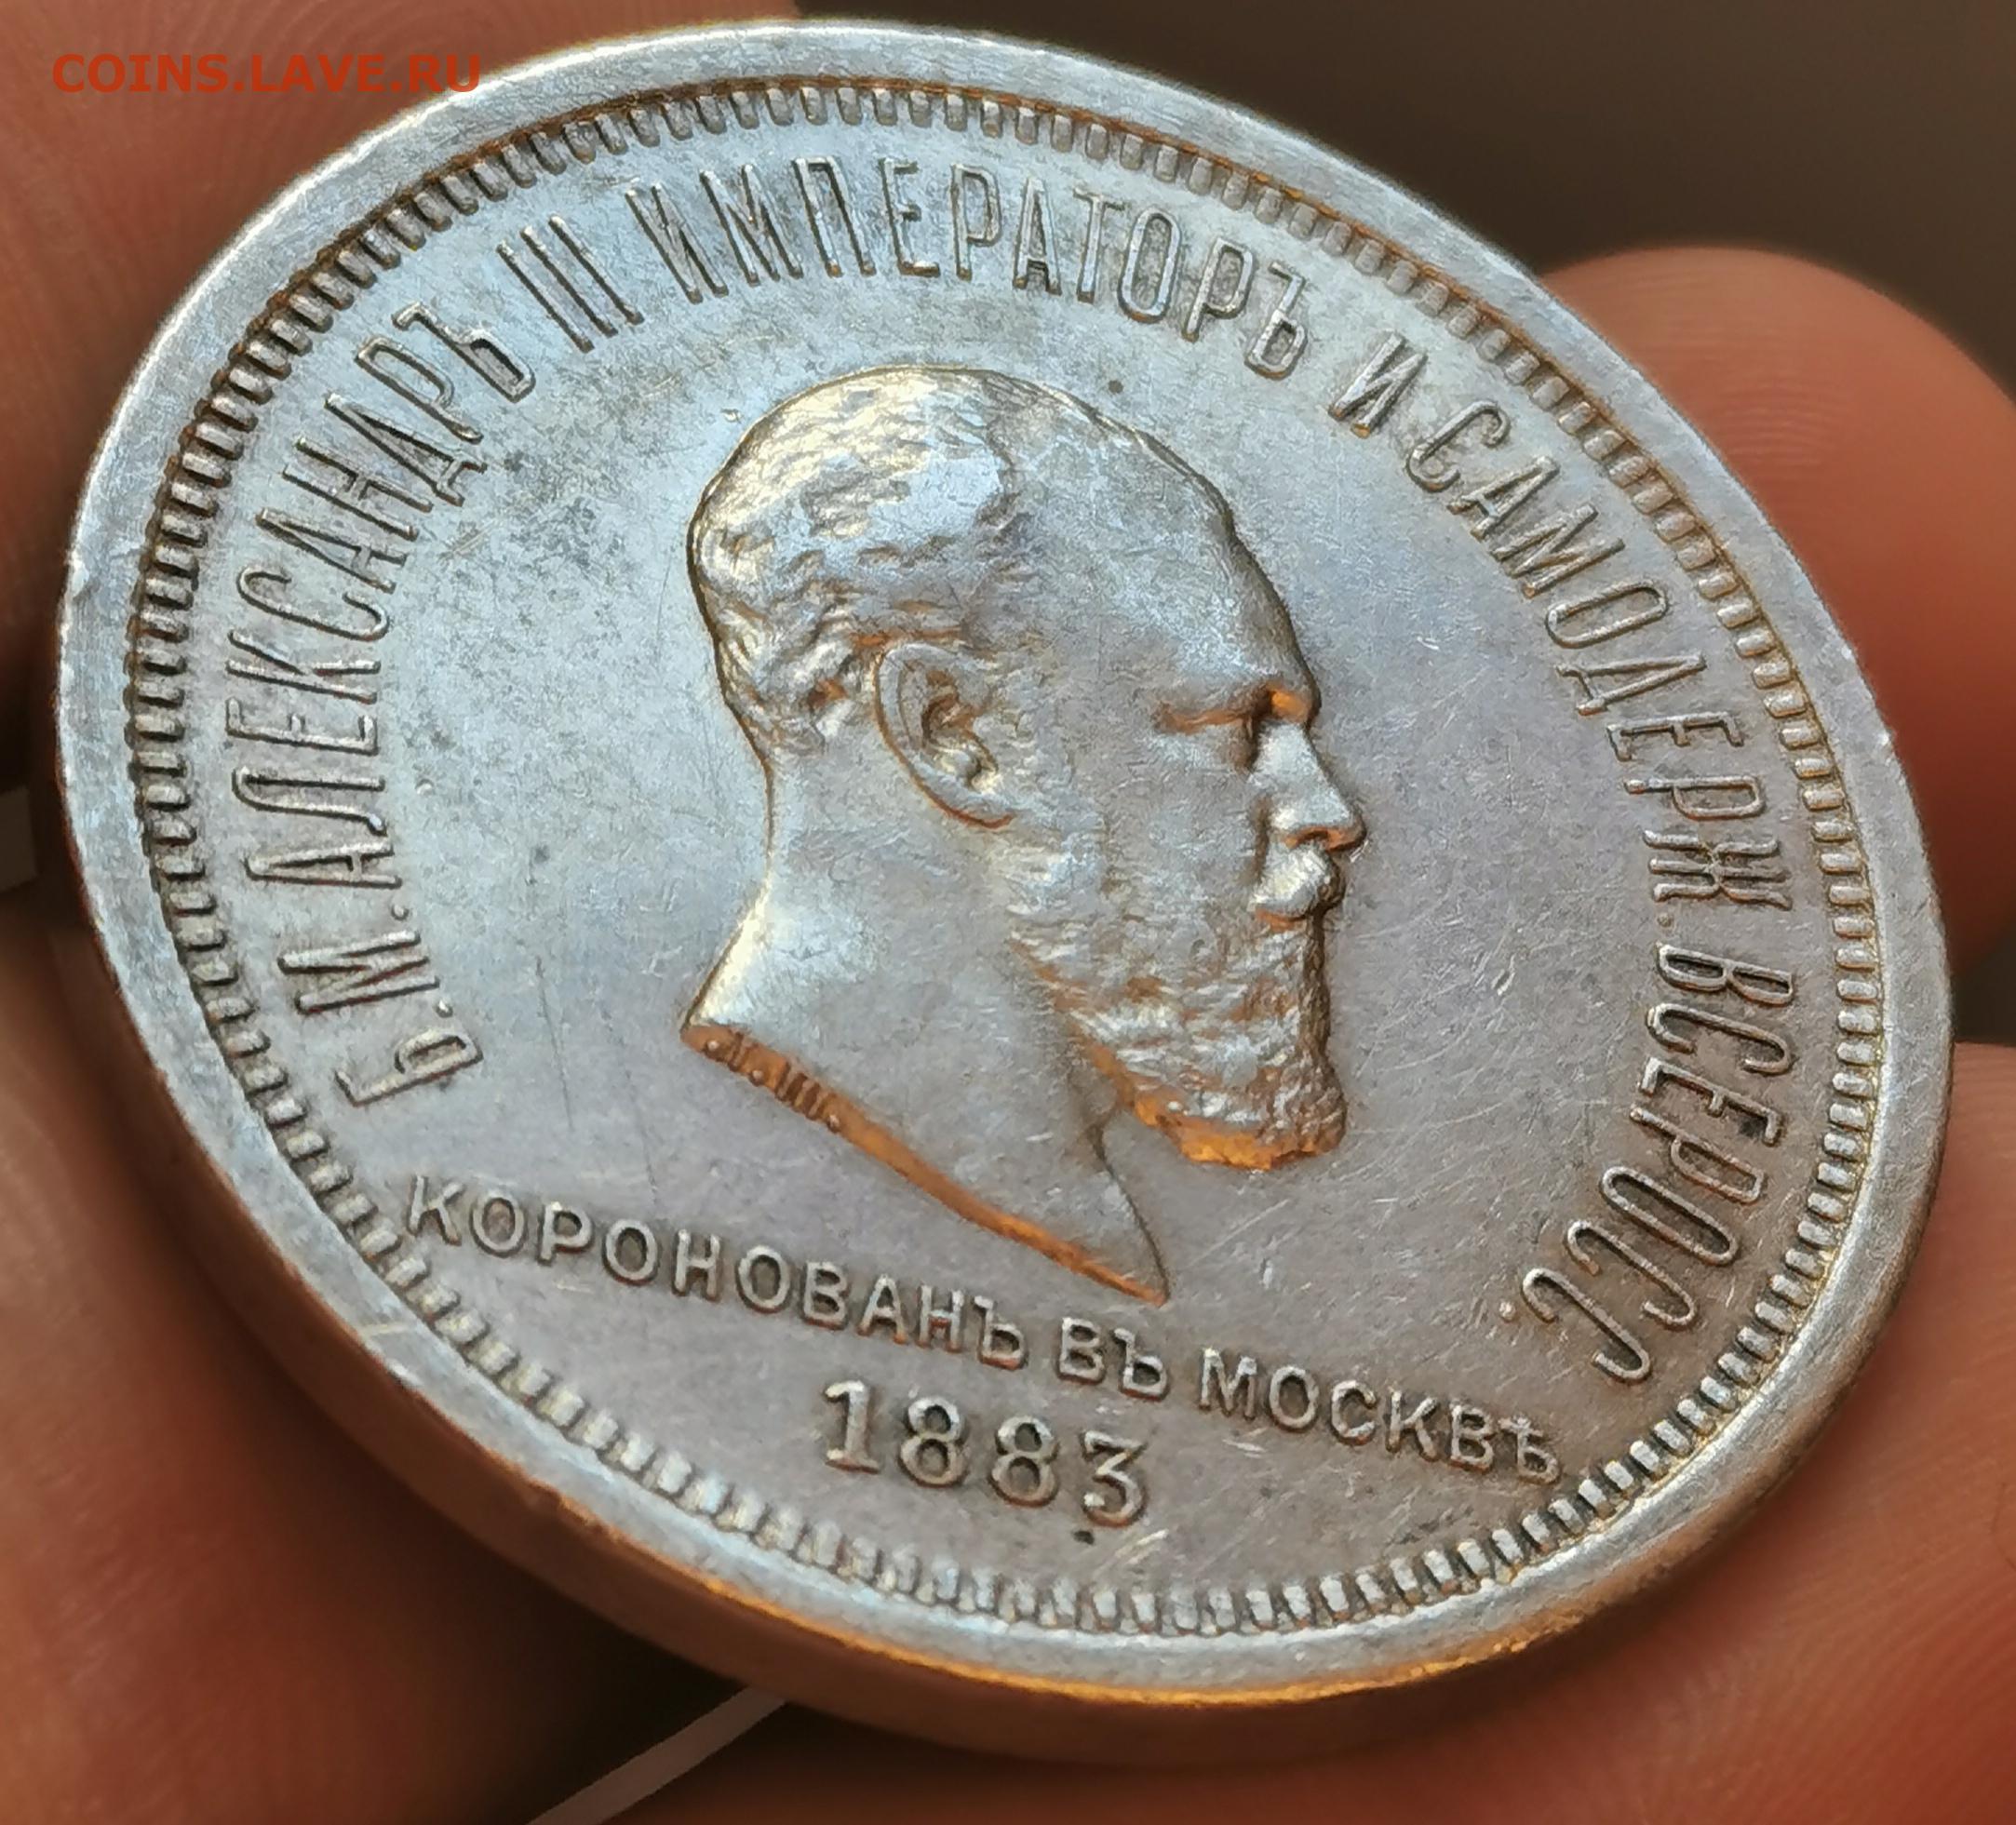 COINS.LAVE.RU
Б.М.АЛЕКСАНДРЪ III ИМПЕРАТОРЪ И САМОДЕРЖ.ВСЕРОСС.
КОРОНОВАНЪ ВЪ МОСКВѢ
1883